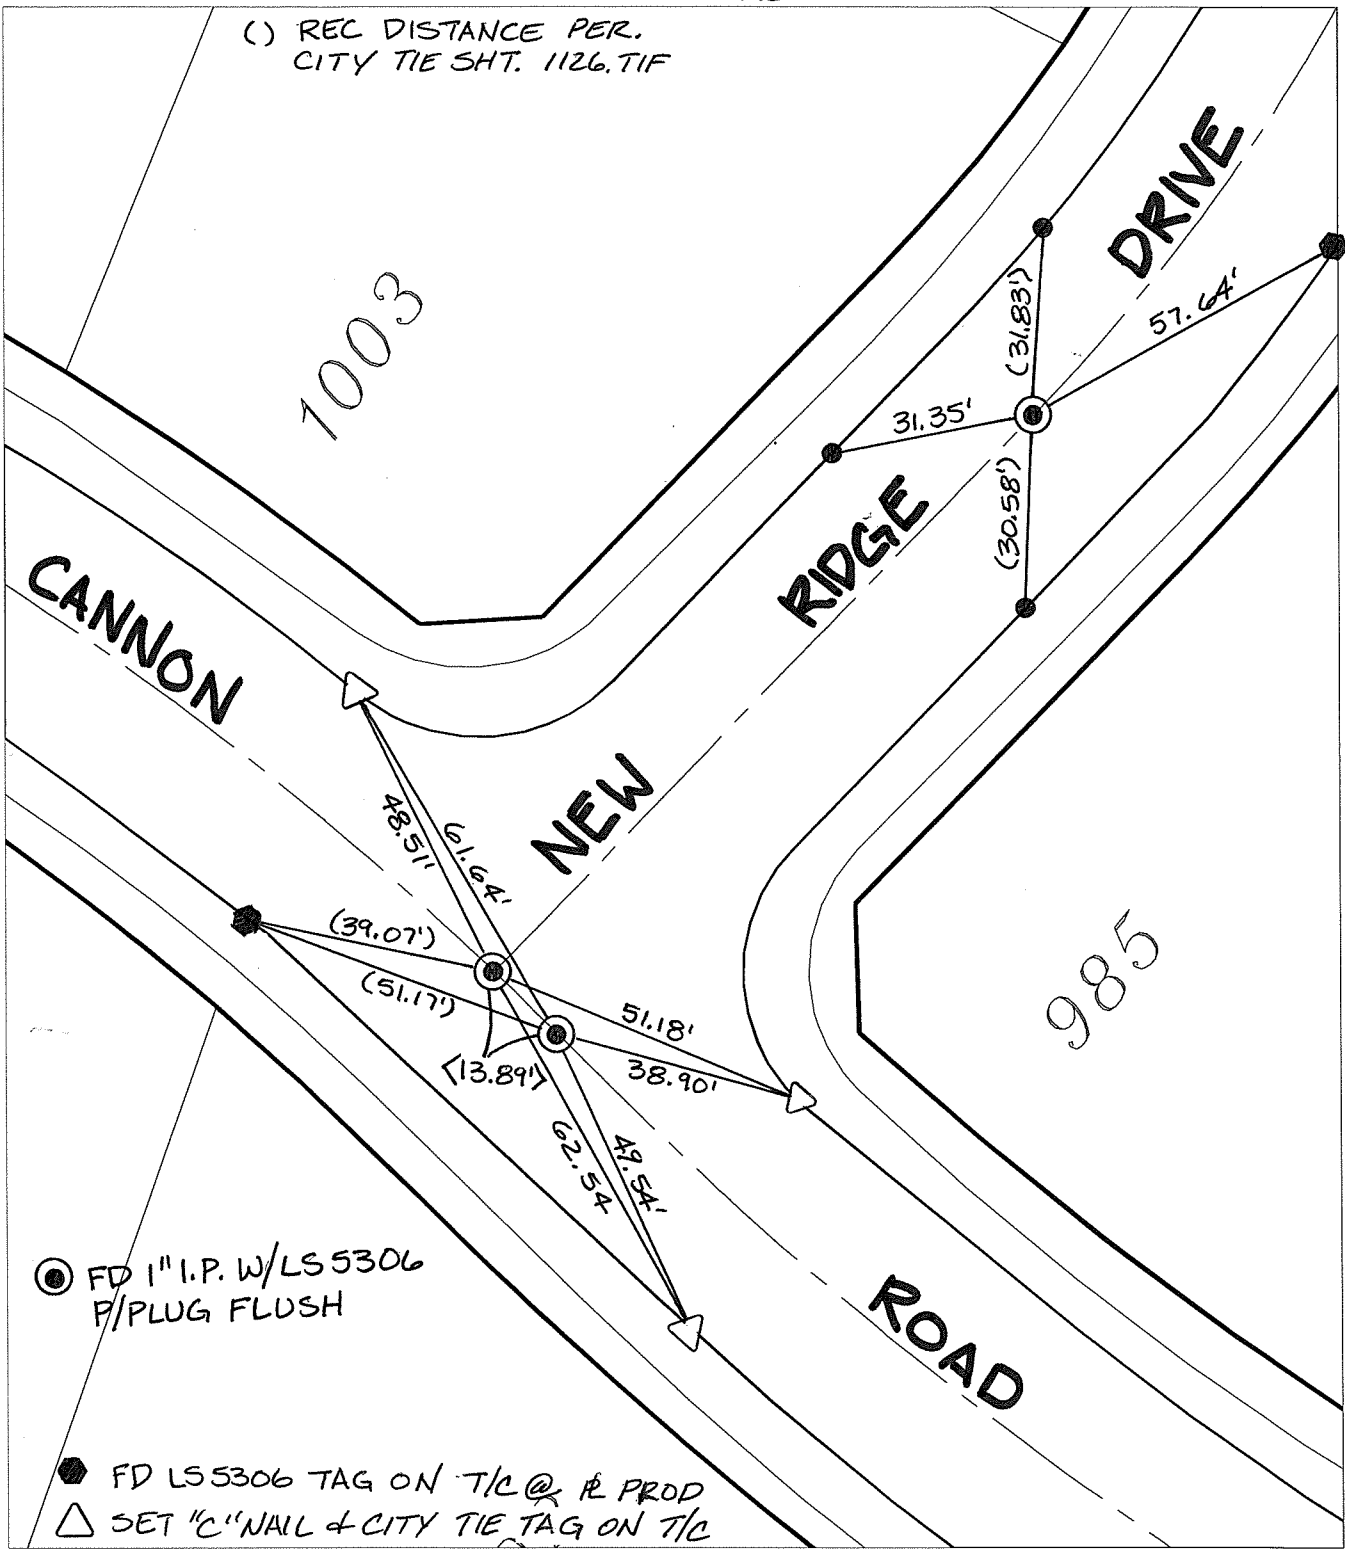 () REC DISTANCE PER.
CITY TIE SHT. 1126.TIF
1003
DRIVE
(31.83')
57.64'
31.35'
(30.58')
RIDGE
CANNON
NEW
48.51'
61.64'
(39.07')
(51.17')
51.18'
38.90'
<13.89'>
62.54
49.54'
985
ROAD
FD 1" I.P. W/LS 5306
P/PLUG FLUSH
FD LS 5306 TAG ON T/C @ PL PROD
SET "C" NAIL & CITY TIE TAG ON T/C